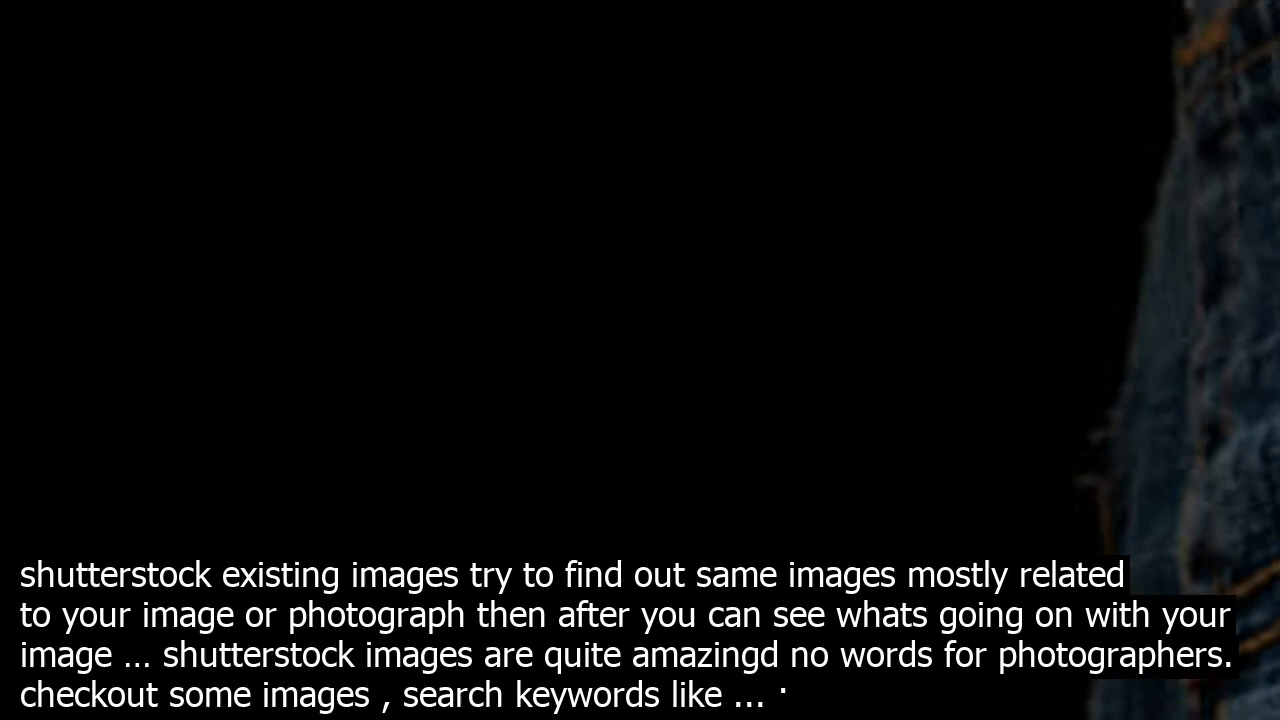 shutterstock existing images try to find out same images mostly related
to your image or photograph then after you can see whats going on with your
image ... shutterstock images are quite amazingd no words for photographers.
checkout some images , search keywords like ... ·